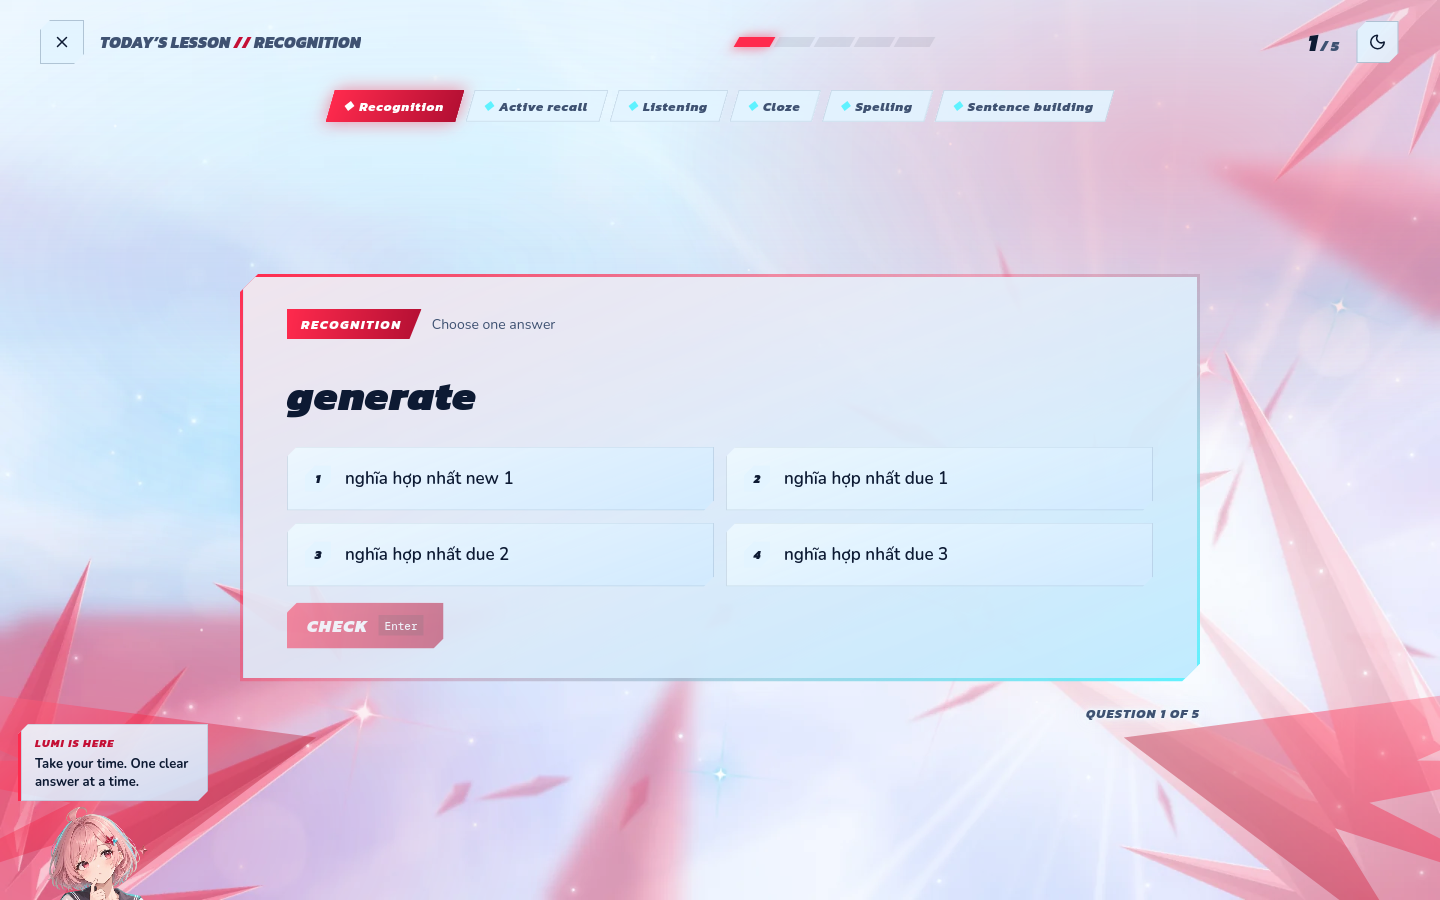 TODAY'S LESSON // RECOGNITION
1 / 5
Recognition
Active recall
Listening
Cloze
Spelling
Sentence building
RECOGNITION
Choose one answer
generate
1 nghĩa hợp nhất new 1
2 nghĩa hợp nhất due 1
3 nghĩa hợp nhất due 2
4 nghĩa hợp nhất due 3
CHECK Enter
QUESTION 1 OF 5
LUMI IS HERE
Take your time. One clear
answer at a time.